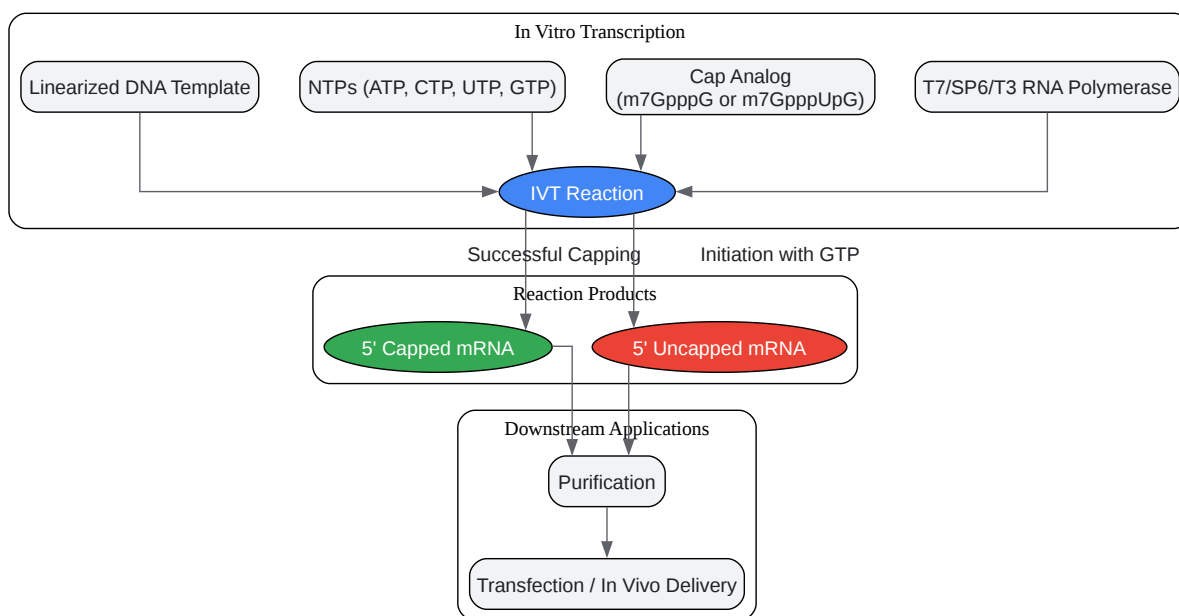 In Vitro Transcription
Linearized DNA Template
NTPs (ATP, CTP, UTP, GTP)
Cap Analog
(m7GpppG or m7GpppUpG)
T7/SP6/T3 RNA Polymerase
IVT Reaction
Successful Capping
Initiation with GTP
Reaction Products
5' Capped mRNA
5' Uncapped mRNA
Downstream Applications
Purification
Transfection / In Vivo Delivery